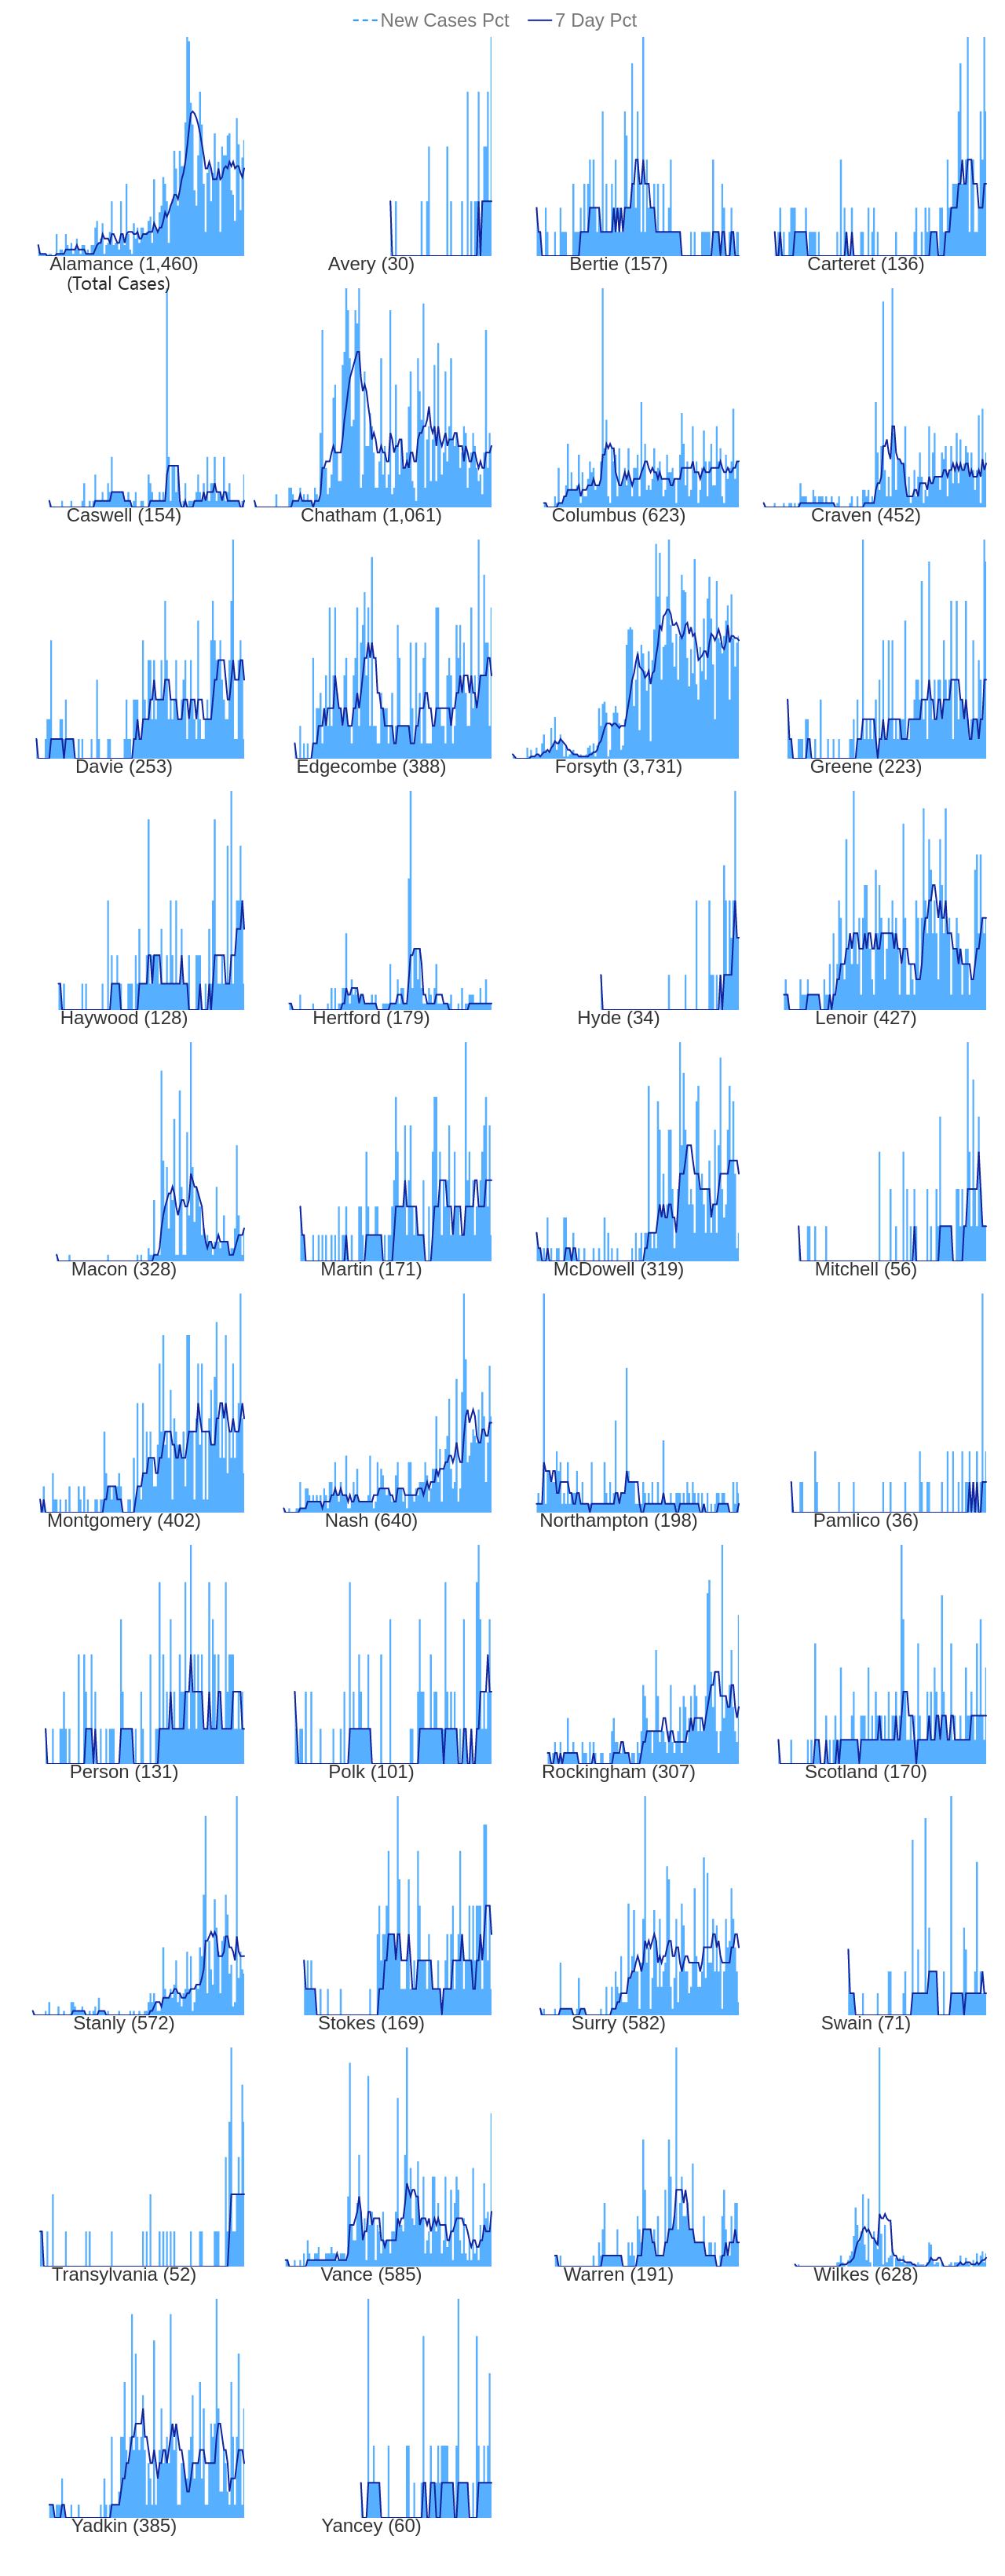 New Cases Pct 7 Day Pct
Alamance (1,460) Avery (30) Bertie (157) Carteret (136)
(Total Cases)
Caswell (154) Chatham (1,061) Columbus (623) Craven (452)
Davie (253) Edgecombe (388) Forsyth (3,731) Greene (223)
Haywood (128) Hertford (179) Hyde (34) Lenoir (427)
Macon (328) Martin (171) McDowell (319) Mitchell (56)
Montgomery (402) Nash (640) Northampton (198) Pamlico (36)
Person (131) Polk (101) Rockingham (307) Scotland (170)
Stanly (572) Stokes (169) Surry (582) Swain (71)
Transylvania (52) Vance (585) Warren (191) Wilkes (628)
Yadkin (385) Yancey (60)